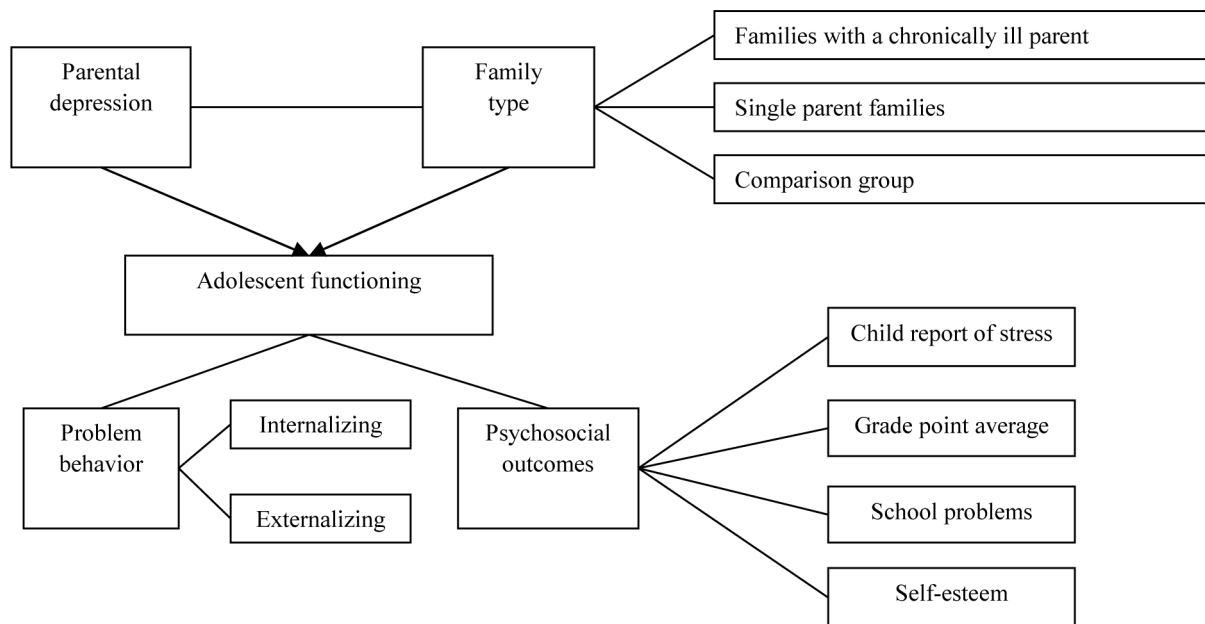 Parental
depression
Family
type
Families with a chronically ill parent
Single parent families
Comparison group
Adolescent functioning
Problem
behavior
Internalizing
Externalizing
Psychosocial
outcomes
Child report of stress
Grade point average
School problems
Self-esteem